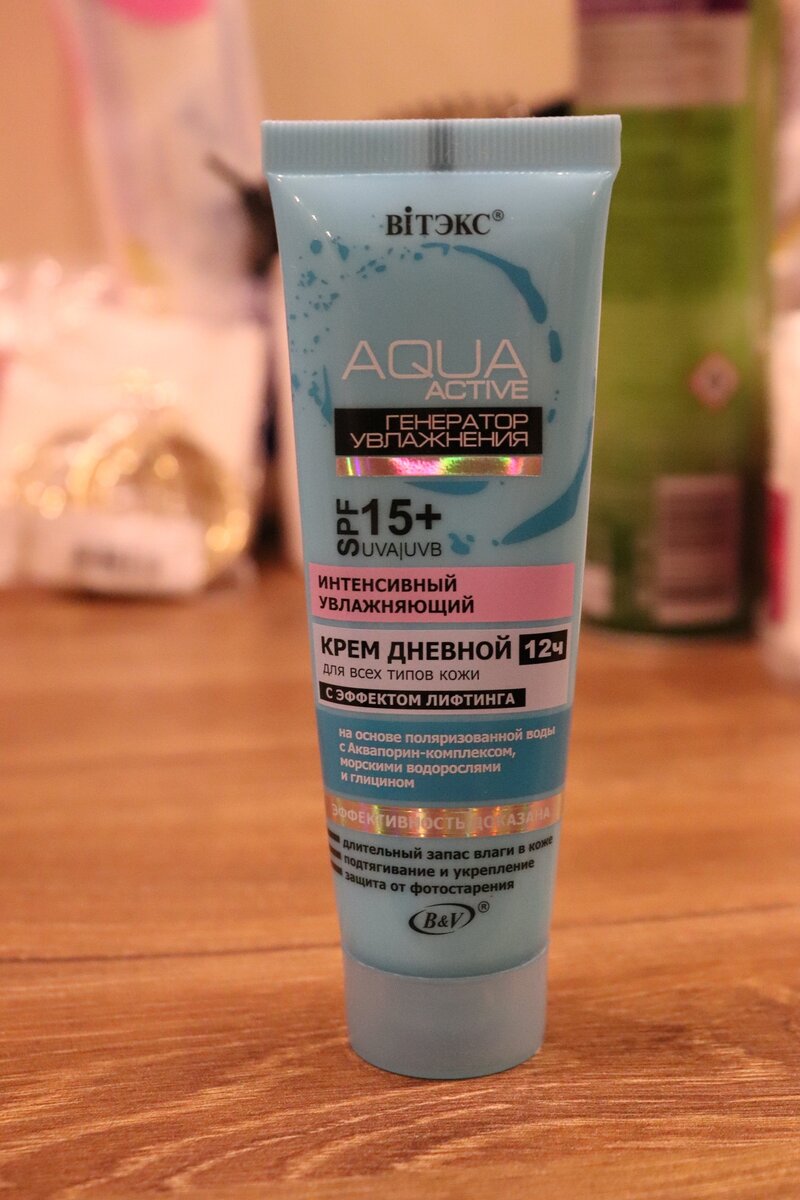 ВіТЭКС®
AQUA
ACTIVE
ГЕНЕРАТОР
УВЛАЖНЕНИЯ
SPF 15+
UVA|UVB
ИНТЕНСИВНЫЙ
УВЛАЖНЯЮЩИЙ
КРЕМ ДНЕВНОЙ 12ч
для всех типов кожи
С ЭФФЕКТОМ ЛИФТИНГА
на основе поляризованной воды
с Аквапорин-комплексом,
морскими водорослями
и глицином
ЭФФЕКТИВНОСТЬ ДОКАЗАНА
длительный запас влаги в коже
подтягивание и укрепление
защита от фотостарения
B&V®